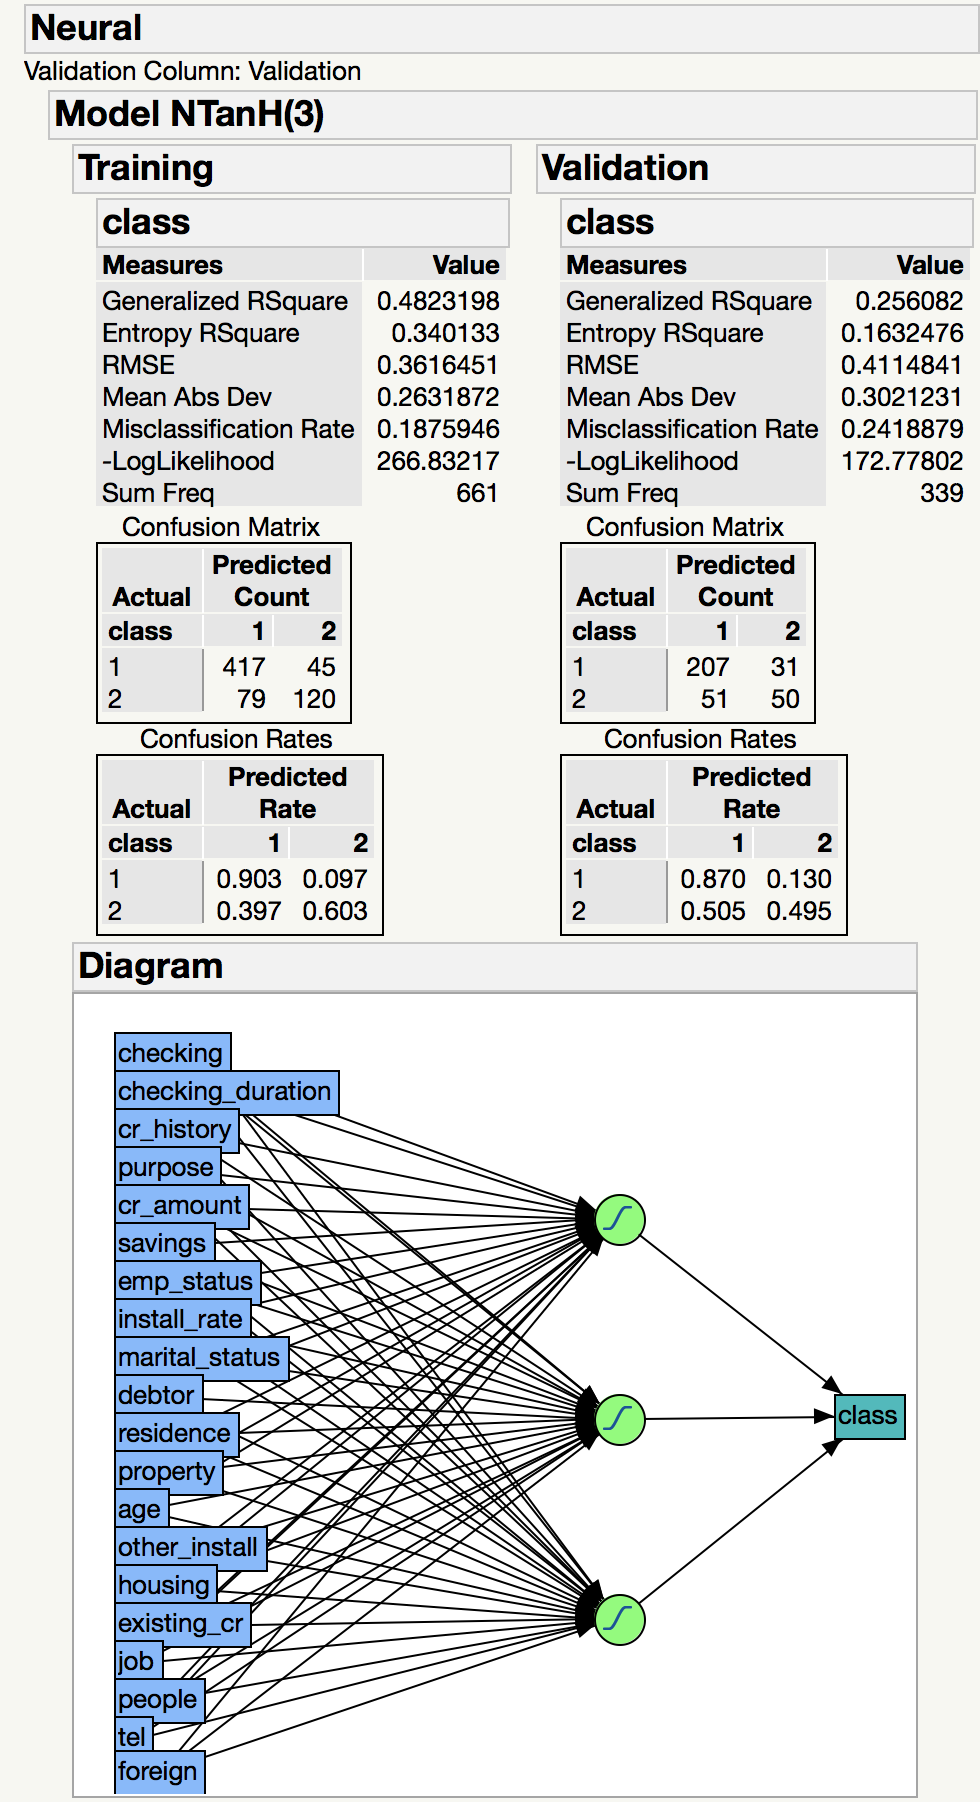 Neural
Validation Column: Validation
Model NTanH(3)
Training
class
Measures Value
Generalized RSquare 0.4823198
Entropy RSquare 0.340133
RMSE 0.3616451
Mean Abs Dev 0.2631872
Misclassification Rate 0.1875946
-LogLikelihood 266.83217
Sum Freq 661
Confusion Matrix
Predicted
Actual Count
class 1 2
1 417 45
2 79 120
Confusion Rates
Predicted
Actual Rate
class 1 2
1 0.903 0.097
2 0.397 0.603
Validation
class
Measures Value
Generalized RSquare 0.256082
Entropy RSquare 0.1632476
RMSE 0.4114841
Mean Abs Dev 0.3021231
Misclassification Rate 0.2418879
-LogLikelihood 172.77802
Sum Freq 339
Confusion Matrix
Predicted
Actual Count
class 1 2
1 207 31
2 51 50
Confusion Rates
Predicted
Actual Rate
class 1 2
1 0.870 0.130
2 0.505 0.495
Diagram
checking
checking_duration
cr_history
purpose
cr_amount
savings
emp_status
install_rate
marital_status
debtor
residence
property
age
other_install
housing
existing_cr
job
people
tel
foreign
class